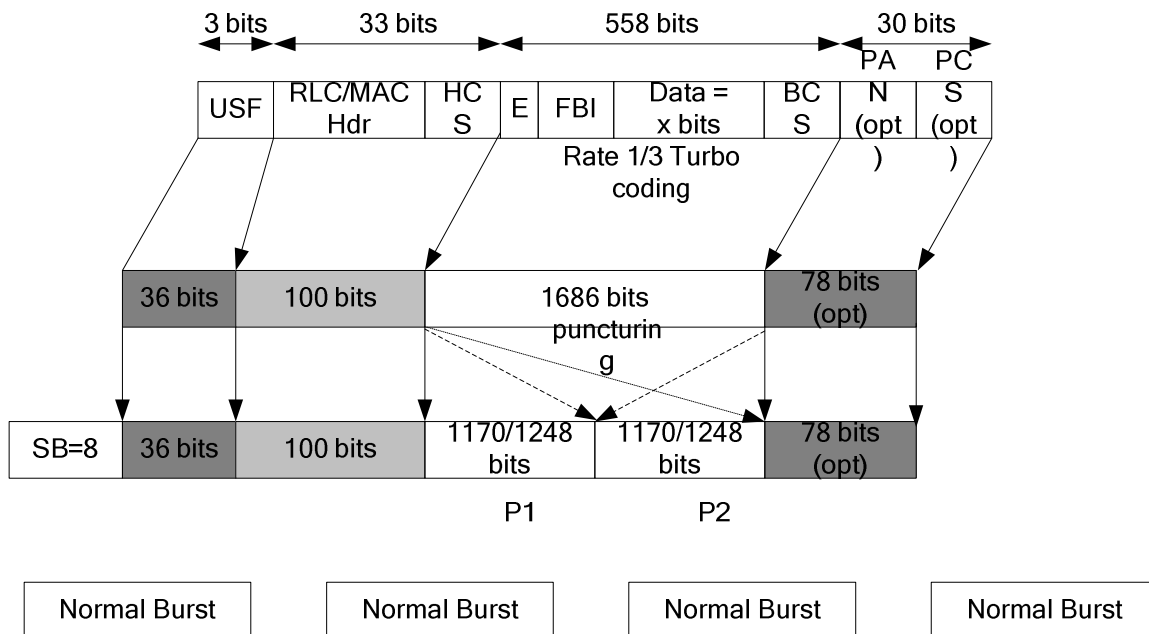 3 bits 33 bits 558 bits 30 bits
USF
RLC/MAC
Hdr
HC
S
E
FBI
Data =
x bits
BC
S
PA
N
(opt
)
PC
S
(opt
)
Rate 1/3 Turbo
coding
36 bits
100 bits
1686 bits
78 bits
(opt)
puncturin
g
SB=8
36 bits
100 bits
1170/1248
bits
1170/1248
bits
78 bits
(opt)
P1
P2
Normal Burst
Normal Burst
Normal Burst
Normal Burst